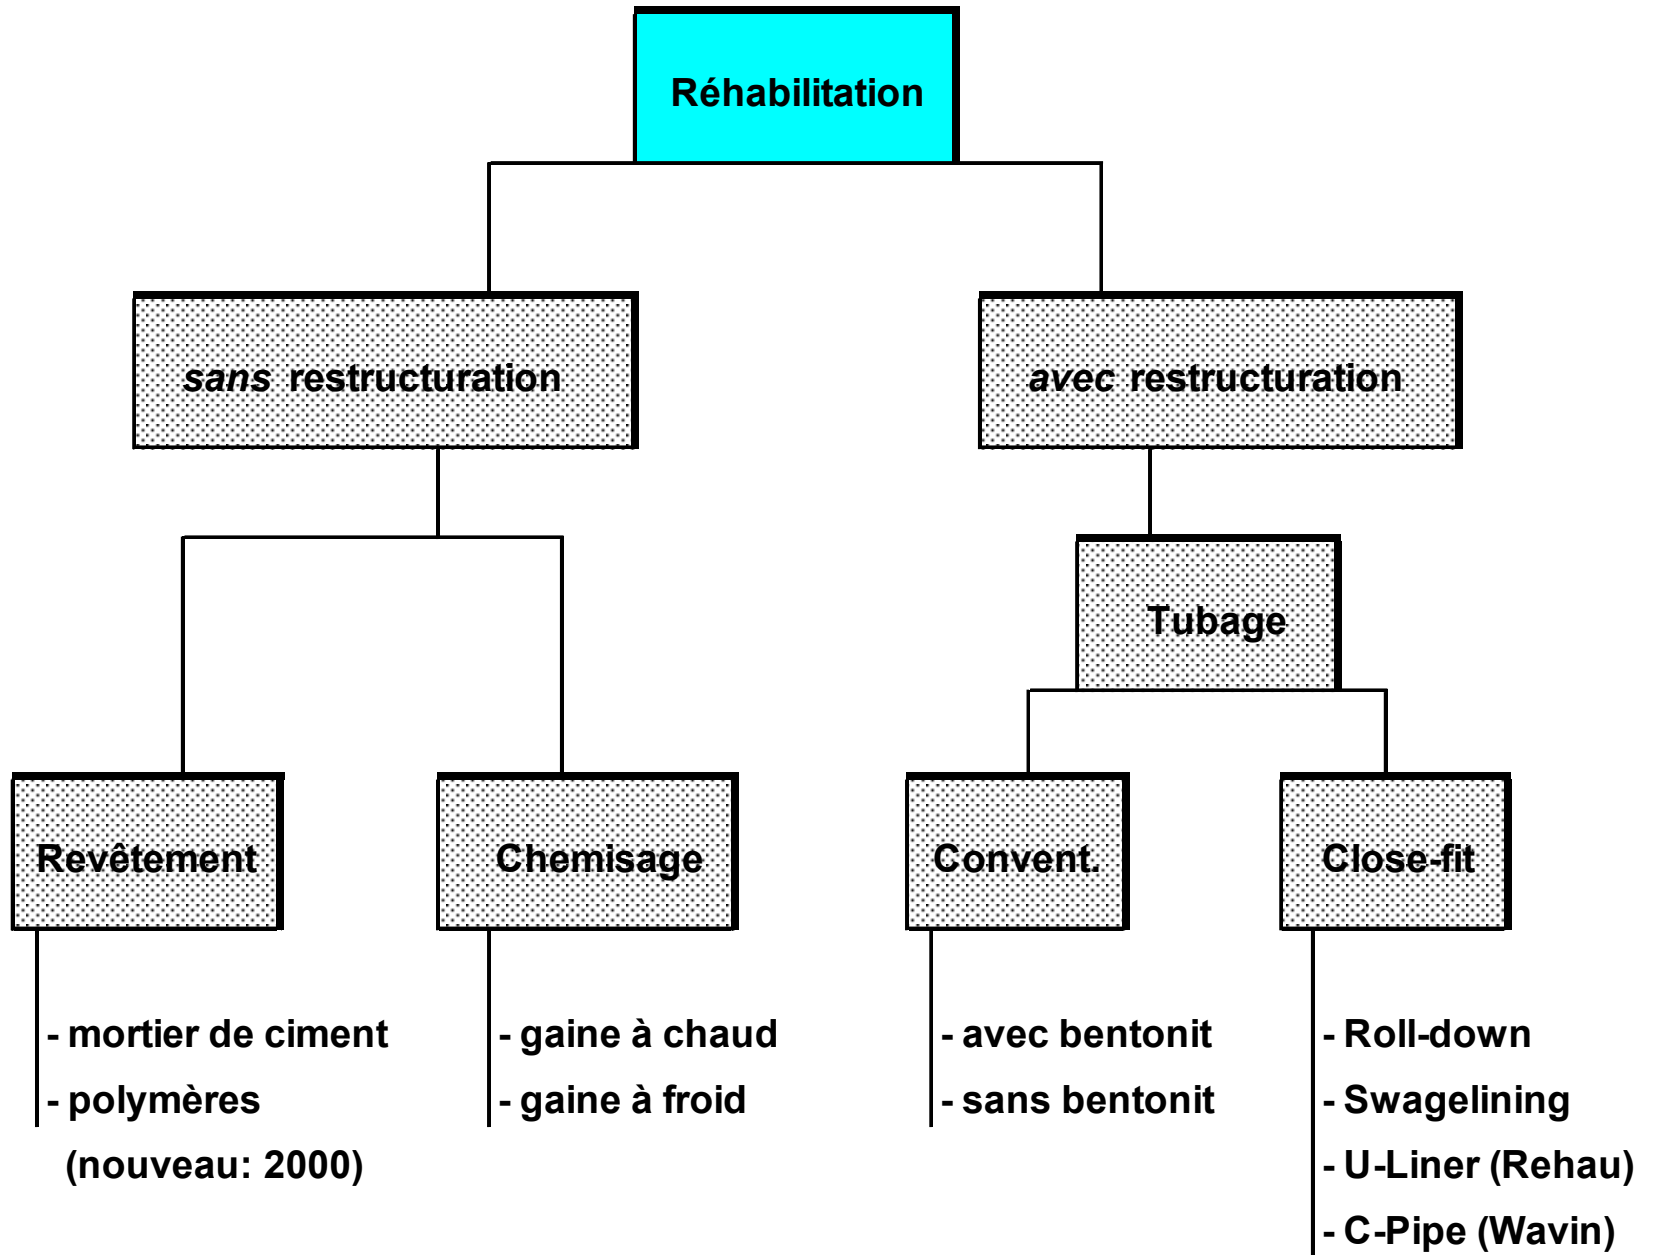 Réhabilitation
sans restructuration
avec restructuration
Tubage
Revêtement
Chemisage
Convent.
Close-fit
- mortier de ciment
- polymères
(nouveau: 2000)
- gaine à chaud
- gaine à froid
- avec bentonit
- sans bentonit
- Roll-down
- Swagelining
- U-Liner (Rehau)
- C-Pipe (Wavin)